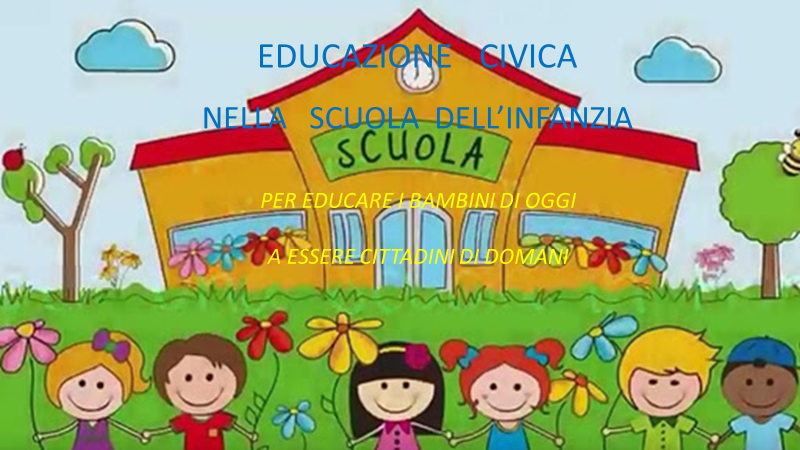 EDUCAZIONE CIVICA
NELLA SCUOLA DELL’INFANZIA
SCUOLA
PER EDUCARE I BAMBINI DI OGGI
A ESSERE CITTADINI DI DOMANI